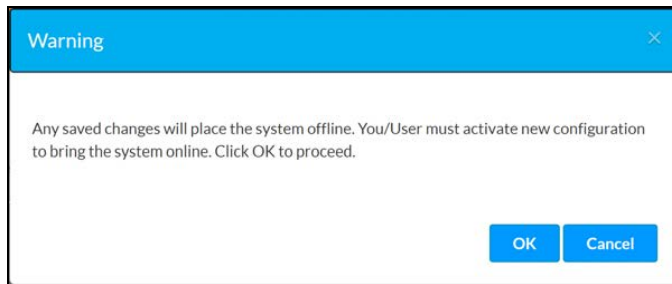 Warning
Any saved changes will place the system offline. You/User must activate new configuration
to bring the system online. Click OK to proceed.
OK Cancel